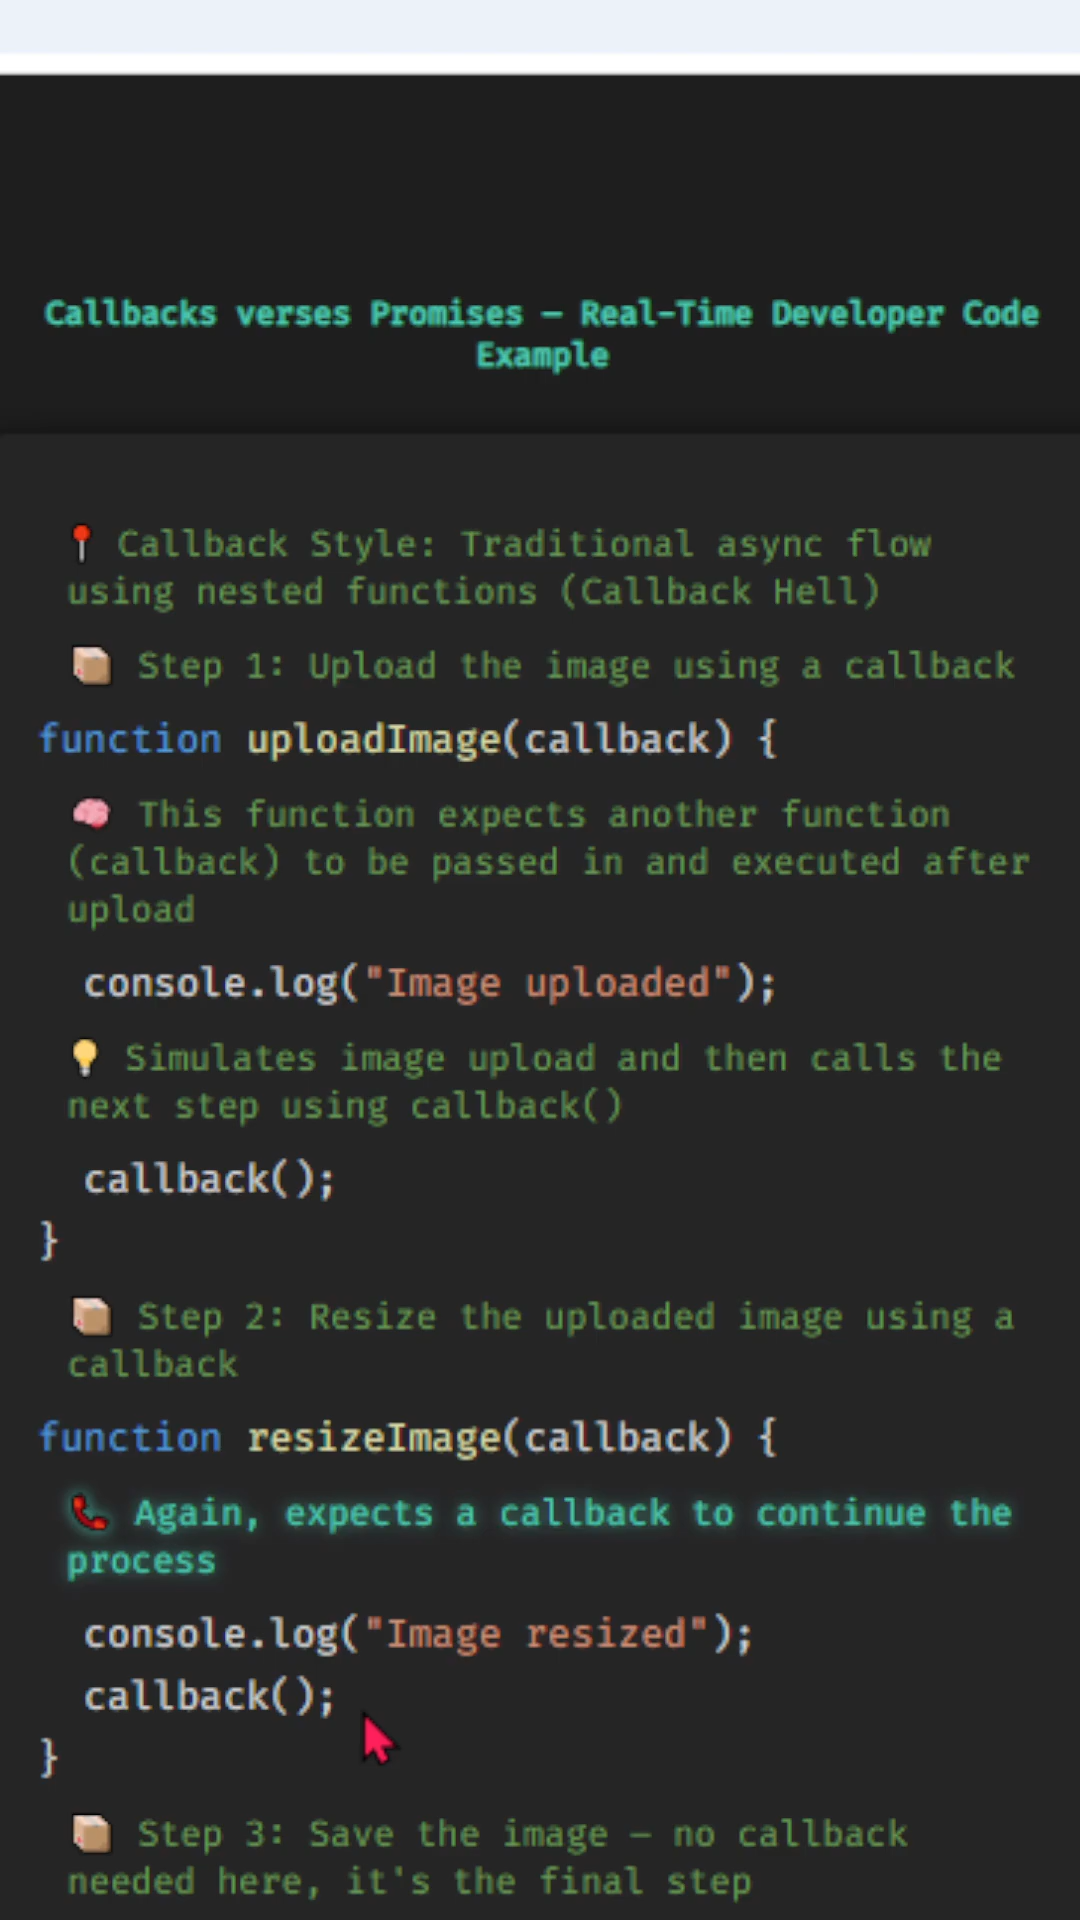 Callbacks verses Promises – Real-Time Developer Code
Example
📍 Callback Style: Traditional async flow
using nested functions (Callback Hell)
📦 Step 1: Upload the image using a callback
function uploadImage(callback) {
🧠 This function expects another function
(callback) to be passed in and executed after
upload
console.log("Image uploaded");
💡 Simulates image upload and then calls the
next step using callback()
callback();
}
📦 Step 2: Resize the uploaded image using a
callback
function resizeImage(callback) {
📞 Again, expects a callback to continue the
process
console.log("Image resized");
callback();
}
📦 Step 3: Save the image – no callback
needed here, it's the final step